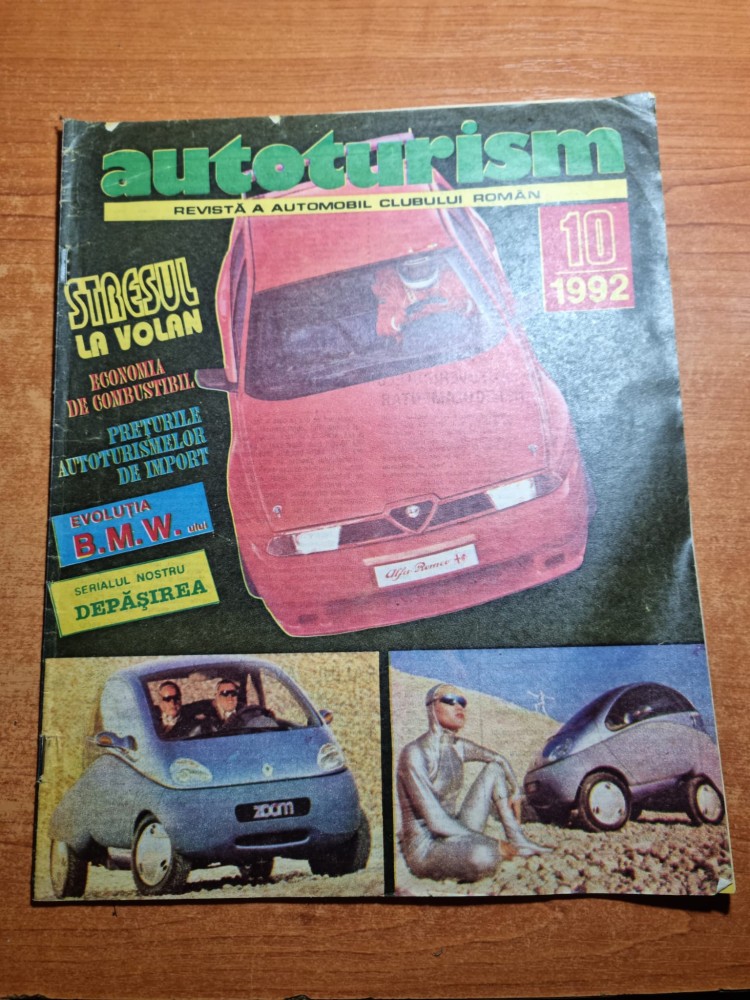 autoturism
REVISTĂ A AUTOMOBIL CLUBULUI ROMÂN
10
1992
STRESUL
LA VOLAN
ECONOMIA
DE COMBUSTIBIL
PREȚURILE
AUTOTURISMELOR
DE IMPORT
EVOLUȚIA
B.M.W. ului
SERIALUL NOSTRU
DEPĂȘIREA
Alfa Romeo
ZOOM